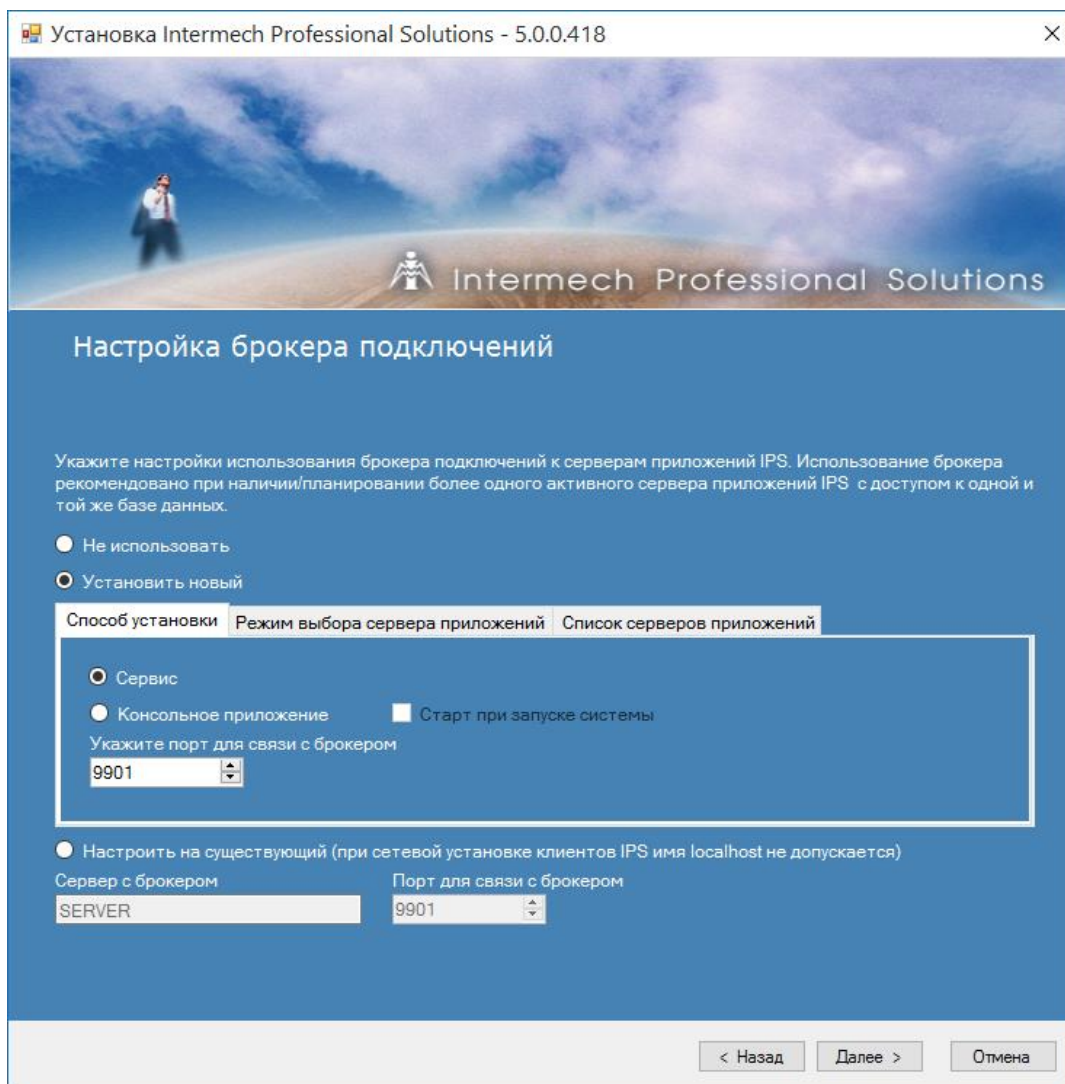 Установка Intermech Professional Solutions - 5.0.0.418
Intermech Professional Solutions
Настройка брокера подключений
Укажите настройки использования брокера подключений к серверам приложений IPS. Использование брокера
рекомендовано при наличии/планировании более одного активного сервера приложений IPS с доступом к одной и
той же базе данных.
Не использовать
Установить новый
Способ установки Режим выбора сервера приложений Список серверов приложений
Сервис
Консольное приложение Старт при запуске системы
Укажите порт для связи с брокером
9901
Настроить на существующий (при сетевой установке клиентов IPS имя localhost не допускается)
Сервер с брокером Порт для связи с брокером
SERVER 9901
< Назад Далее > Отмена